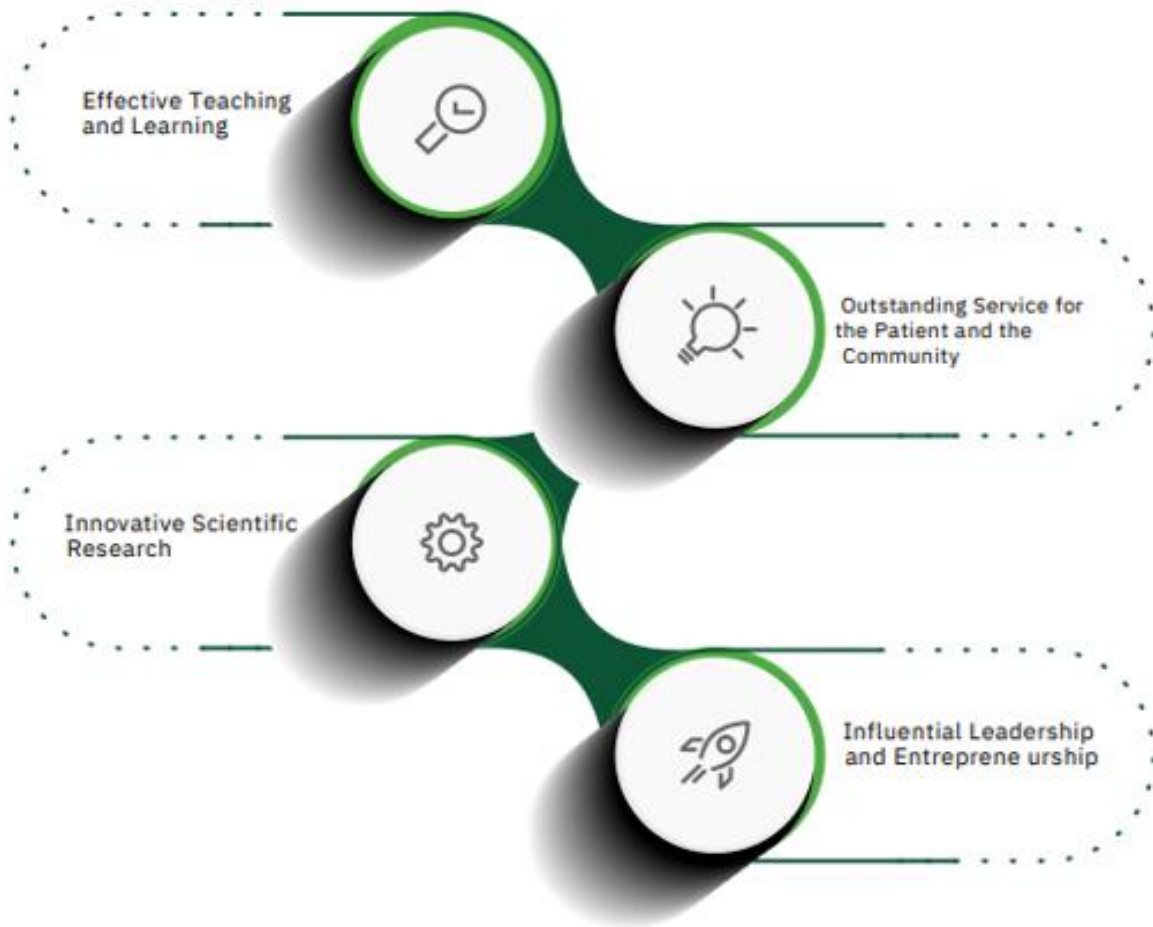 Effective Teaching
and Learning
Outstanding Service for
the Patient and the
Community
Innovative Scientific
Research
Influential Leadership
and Entreprene urship